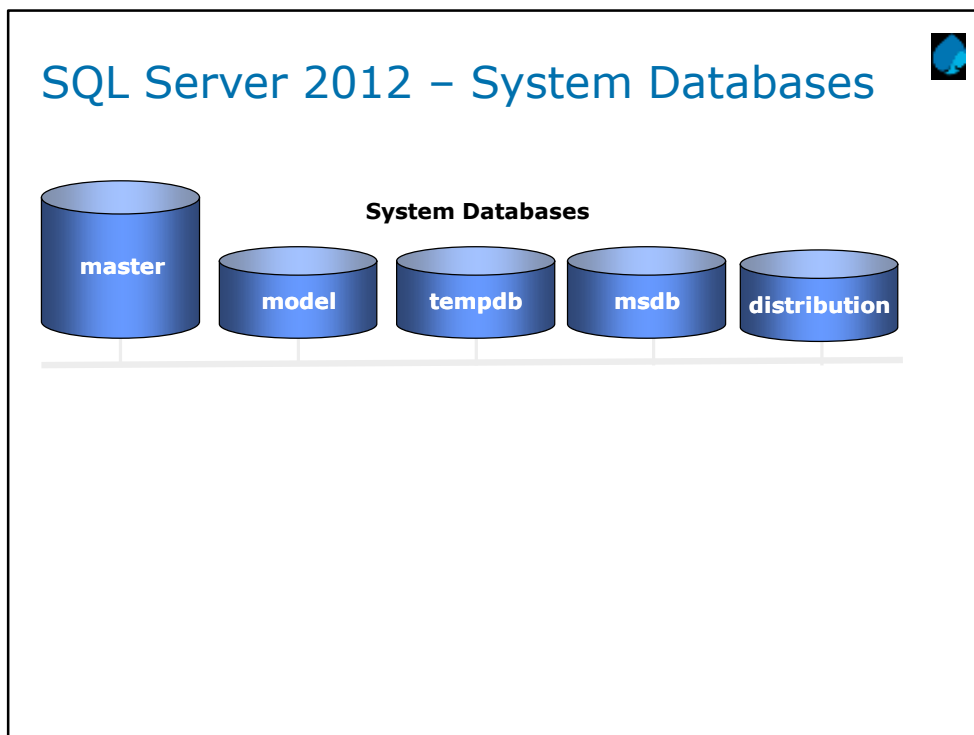 SQL Server 2012 – System Databases
System Databases
master
model
tempdb
msdb
distribution